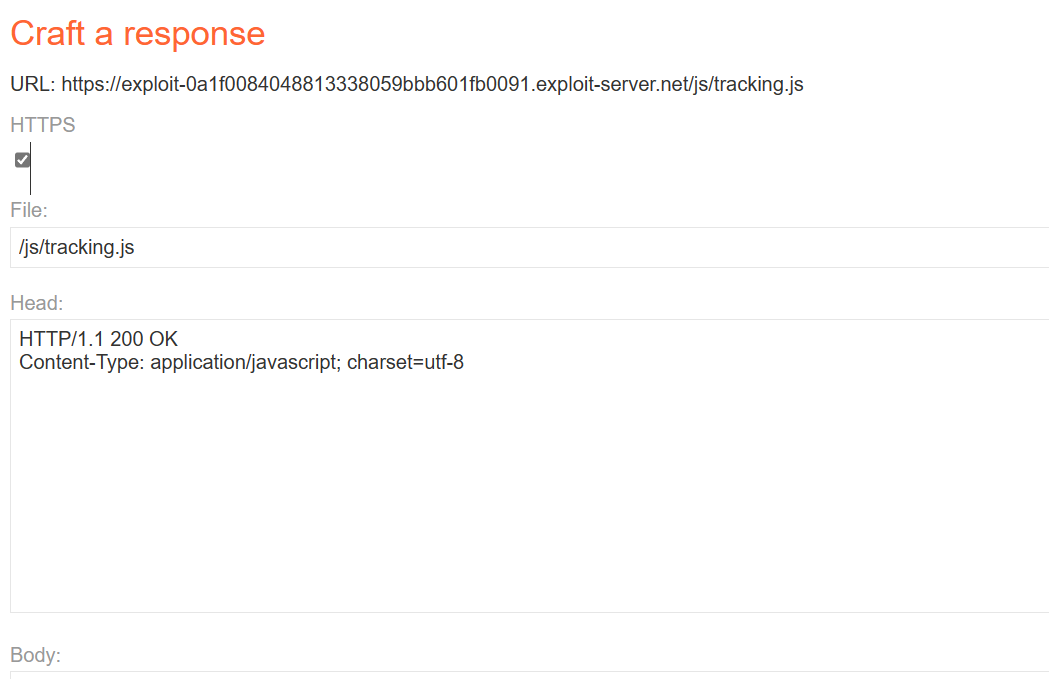 Craft a response
URL: https://exploit-0a1f0084048813338059bbb601fb0091.exploit-server.net/js/tracking.js
HTTPS
File:
/js/tracking.js
Head:
HTTP/1.1 200 OK
Content-Type: application/javascript; charset=utf-8
Body: